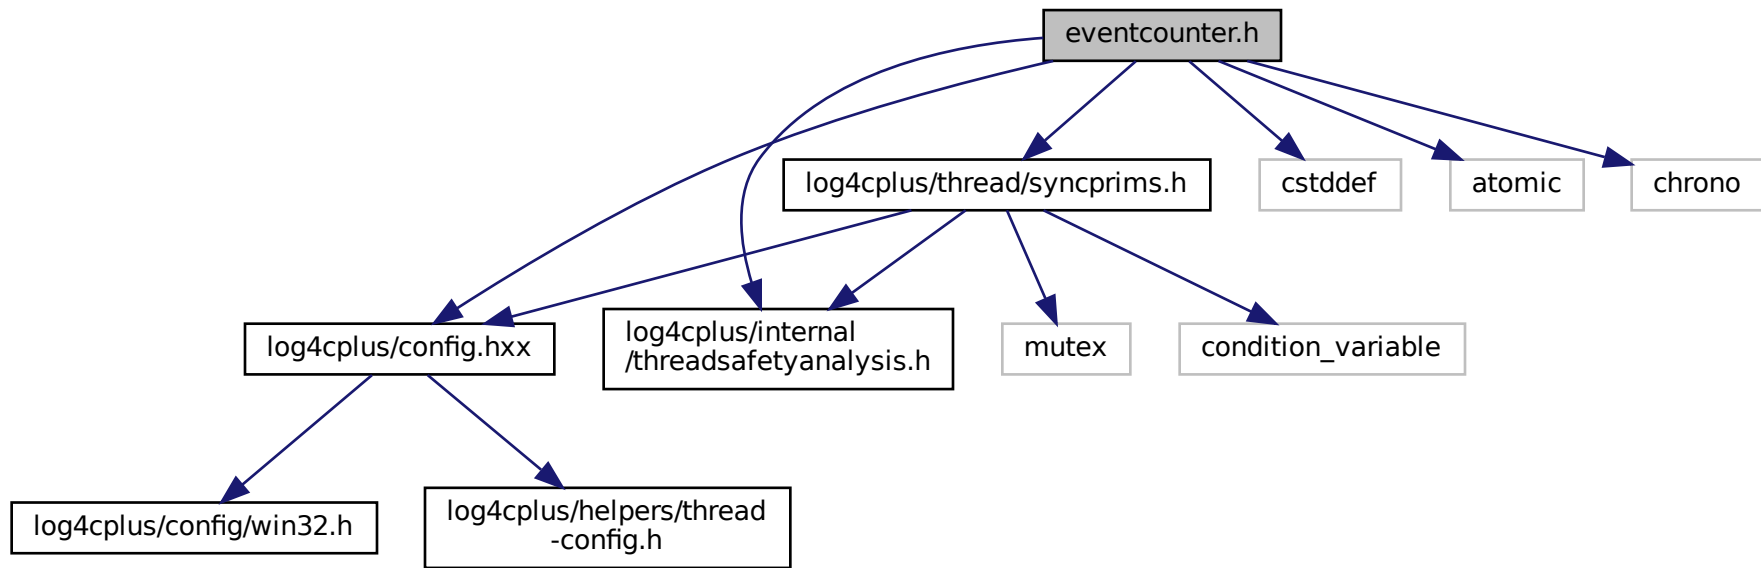 eventcounter.h
log4cplus/thread/syncprims.h
cstddef
atomic
chrono
log4cplus/config.hxx
log4cplus/internal
/threadsafetyanalysis.h
mutex
condition_variable
log4cplus/config/win32.h
log4cplus/helpers/thread
-config.h